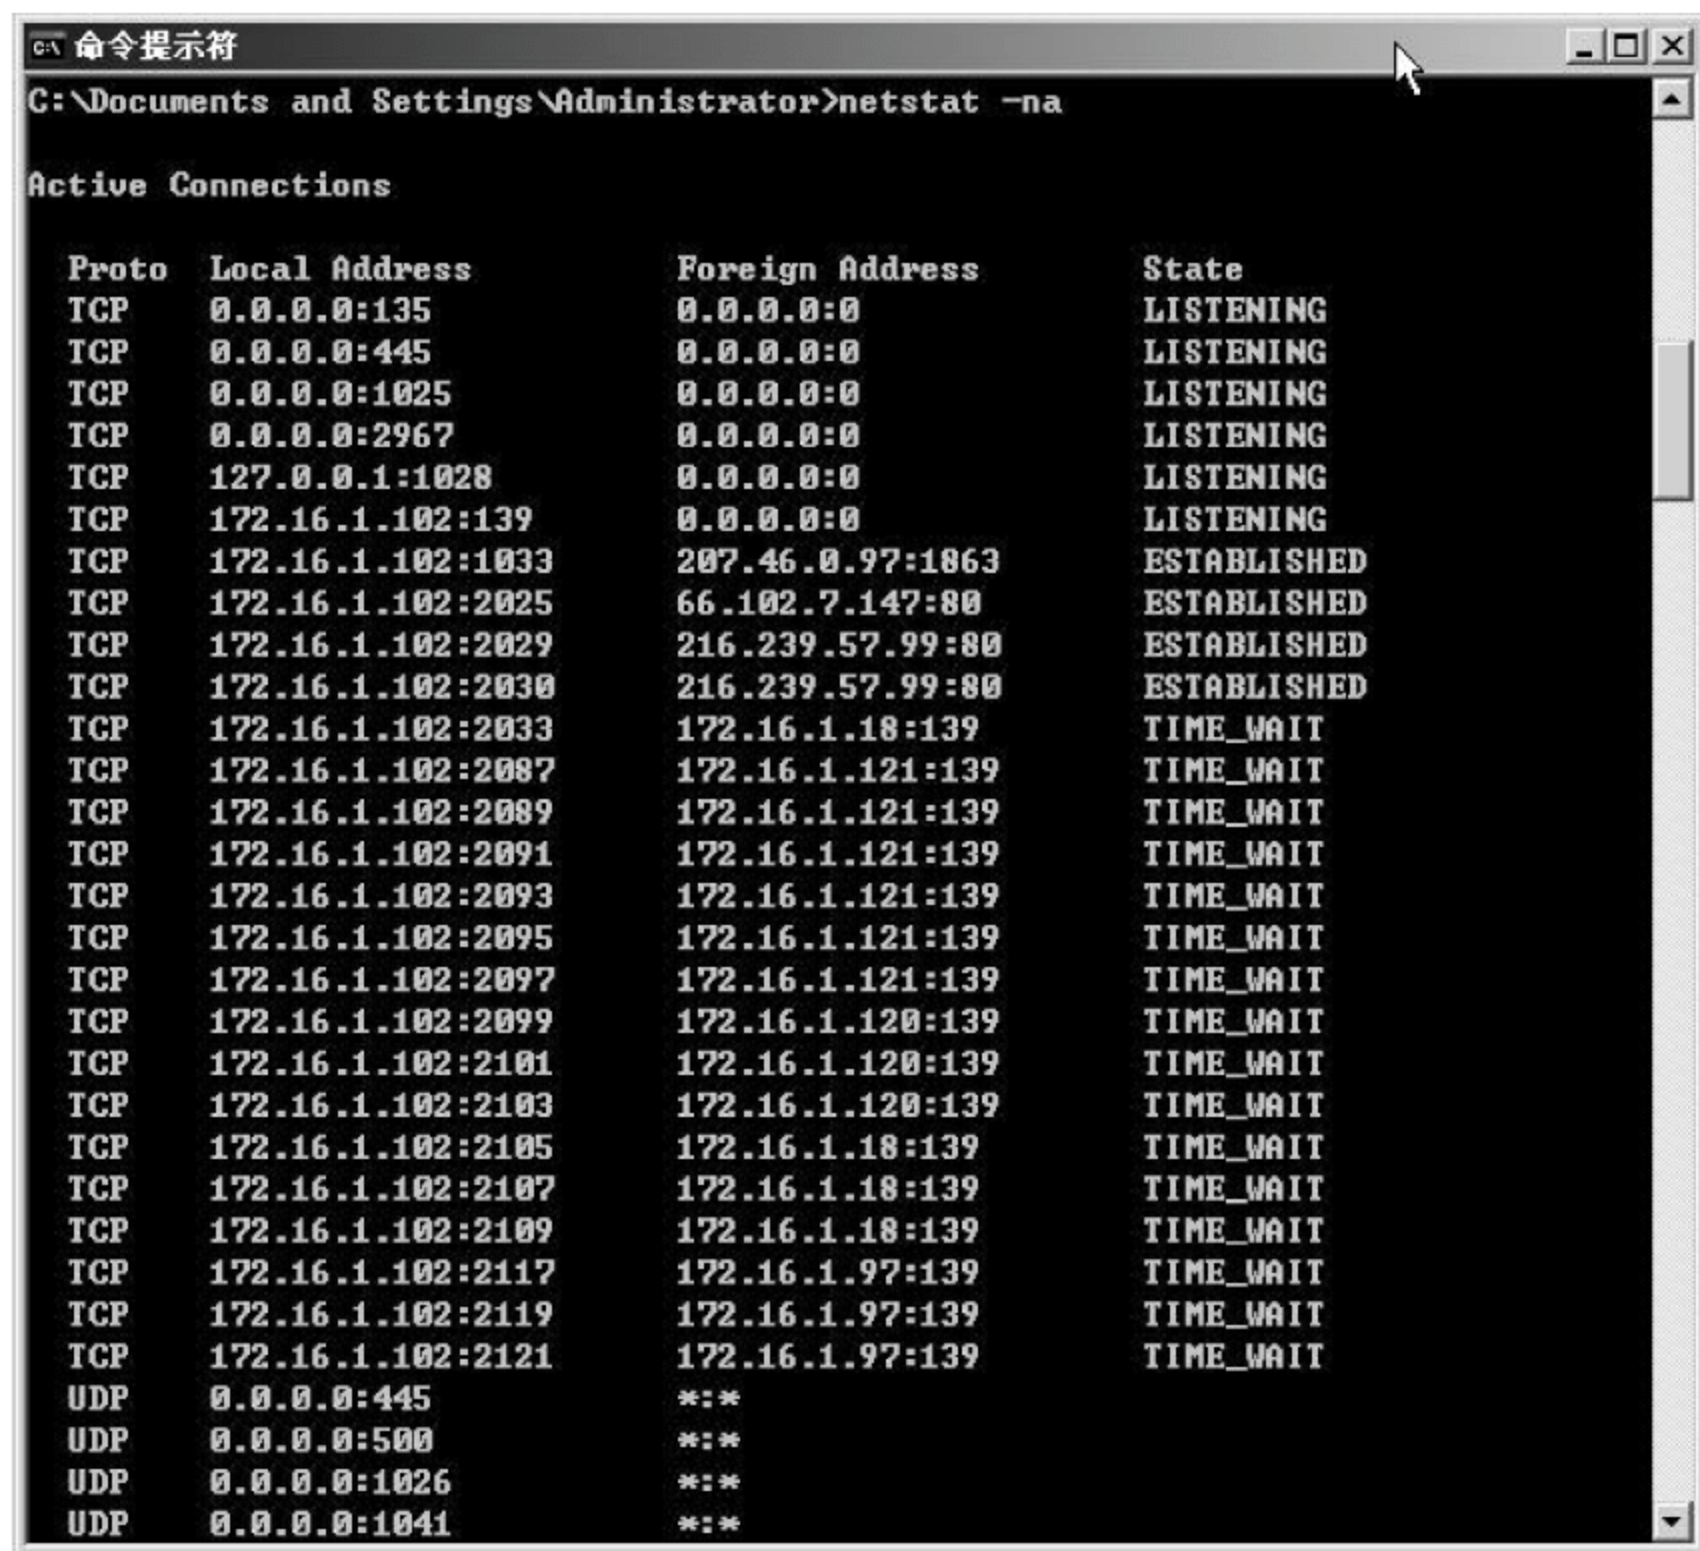 命令提示符
C:\Documents and Settings\Administrator>netstat -na
Active Connections
Proto  Local Address          Foreign Address        State
TCP    0.0.0.0:135            0.0.0.0:0              LISTENING
TCP    0.0.0.0:445            0.0.0.0:0              LISTENING
TCP    0.0.0.0:1025           0.0.0.0:0              LISTENING
TCP    0.0.0.0:2967           0.0.0.0:0              LISTENING
TCP    127.0.0.1:1028         0.0.0.0:0              LISTENING
TCP    172.16.1.102:139       0.0.0.0:0              LISTENING
TCP    172.16.1.102:1033      207.46.0.97:1863       ESTABLISHED
TCP    172.16.1.102:2025      66.102.7.147:80        ESTABLISHED
TCP    172.16.1.102:2029      216.239.57.99:80       ESTABLISHED
TCP    172.16.1.102:2030      216.239.57.99:80       ESTABLISHED
TCP    172.16.1.102:2033      172.16.1.18:139        TIME_WAIT
TCP    172.16.1.102:2087      172.16.1.121:139       TIME_WAIT
TCP    172.16.1.102:2089      172.16.1.121:139       TIME_WAIT
TCP    172.16.1.102:2091      172.16.1.121:139       TIME_WAIT
TCP    172.16.1.102:2093      172.16.1.121:139       TIME_WAIT
TCP    172.16.1.102:2095      172.16.1.121:139       TIME_WAIT
TCP    172.16.1.102:2097      172.16.1.121:139       TIME_WAIT
TCP    172.16.1.102:2099      172.16.1.120:139       TIME_WAIT
TCP    172.16.1.102:2101      172.16.1.120:139       TIME_WAIT
TCP    172.16.1.102:2103      172.16.1.120:139       TIME_WAIT
TCP    172.16.1.102:2105      172.16.1.18:139        TIME_WAIT
TCP    172.16.1.102:2107      172.16.1.18:139        TIME_WAIT
TCP    172.16.1.102:2109      172.16.1.18:139        TIME_WAIT
TCP    172.16.1.102:2117      172.16.1.97:139        TIME_WAIT
TCP    172.16.1.102:2119      172.16.1.97:139        TIME_WAIT
TCP    172.16.1.102:2121      172.16.1.97:139        TIME_WAIT
UDP    0.0.0.0:445            *:*
UDP    0.0.0.0:500            *:*
UDP    0.0.0.0:1026           *:*
UDP    0.0.0.0:1041           *:*